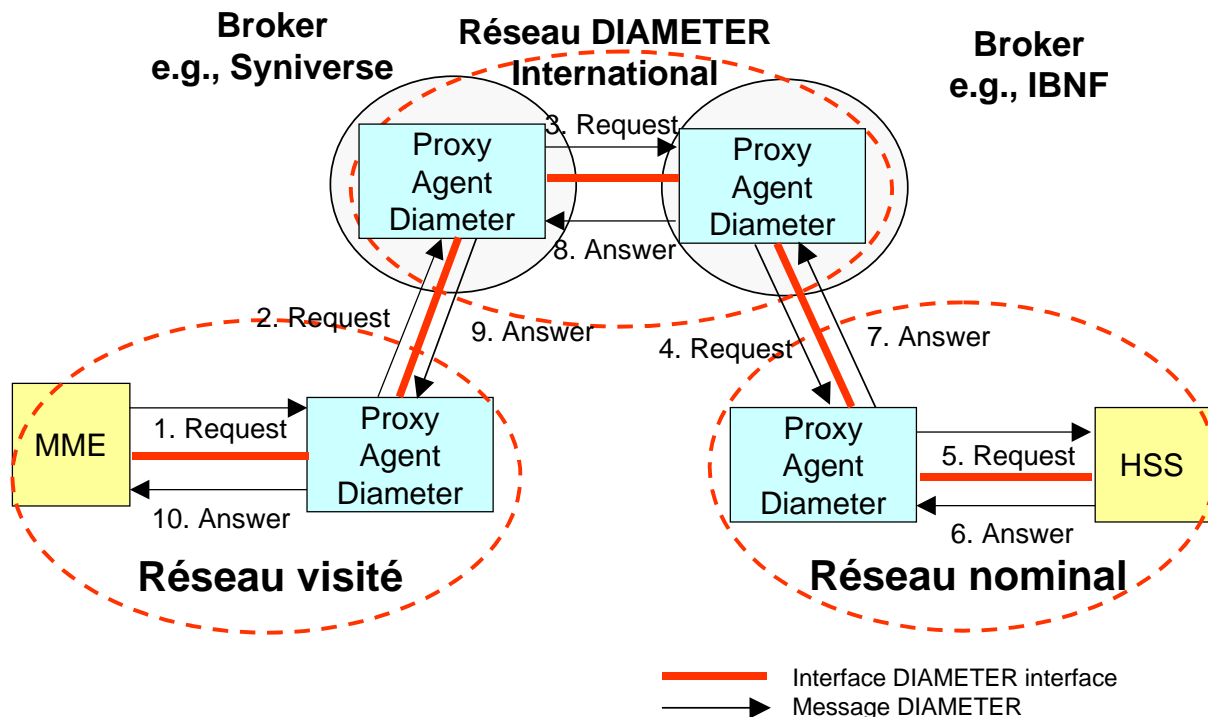 Broker
e.g., Syniverse
Réseau DIAMETER
International
Broker
e.g., IBNF
Proxy
Agent
Diameter
3. Request
8. Answer
Proxy
Agent
Diameter
2. Request
9. Answer
4. Request
7. Answer
MME
1. Request
10. Answer
Proxy
Agent
Diameter
Réseau visité
Proxy
Agent
Diameter
5. Request
6. Answer
HSS
Réseau nominal
Interface DIAMETER interface
Message DIAMETER